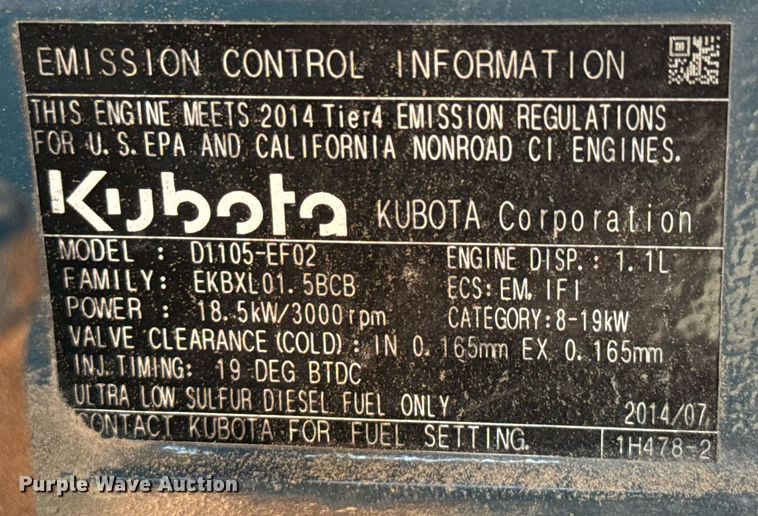 EMISSION CONTROL INFORMATION
THIS ENGINE MEETS 2014 Tier4 EMISSION REGULATIONS
FOR U.S.EPA AND CALIFORNIA NONROAD CI ENGINES.
Kubota KUBOTA Corporation
MODEL : D1105-EF02 ENGINE DISP.: 1.1L
FAMILY: EKBXL01.5BCB ECS: EM, IFI
POWER : 18.5kW/3000rpm CATEGORY:8-19kW
VALVE CLEARANCE (COLD) : IN 0.165mm EX 0.165mm
INJ.TIMING: 19 DEG BTDC
ULTRA LOW SULFUR DIESEL FUEL ONLY 2014/07
CONTACT KUBOTA FOR FUEL SETTING. 1H478-2
Purple Wave Auction